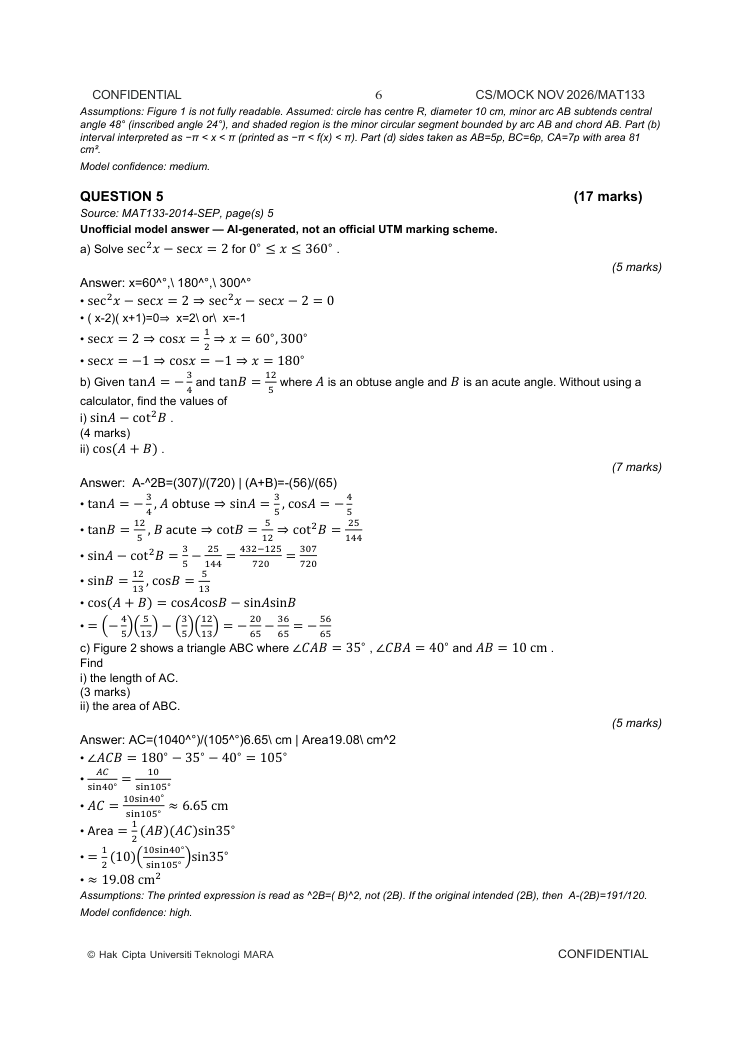 CONFIDENTIAL 6 CS/MOCK NOV 2026/MAT133
Assumptions: Figure 1 is not fully readable. Assumed: circle has centre R, diameter 10 cm, minor arc AB subtends central
angle 48° (inscribed angle 24°), and shaded region is the minor circular segment bounded by arc AB and chord AB. Part (b)
interval interpreted as −π < x < π (printed as −π < f(x) < π). Part (d) sides taken as AB=5p, BC=6p, CA=7p with area 81
cm².
Model confidence: medium.
QUESTION 5 (17 marks)
Source: MAT133-2014-SEP, page(s) 5
Unofficial model answer — AI-generated, not an official UTM marking scheme.
a) Solve sec²x − secx = 2 for 0° ≤ x ≤ 360° .
(5 marks)
Answer: x=60^°,\ 180^°,\ 300^°
• sec²x − secx = 2 ⇒ sec²x − secx − 2 = 0
• ( x-2)( x+1)=0⇒ x=2\ or\ x=-1
• secx = 2 ⇒ cosx = 1/2 ⇒ x = 60°, 300°
• secx = −1 ⇒ cosx = −1 ⇒ x = 180°
b) Given tanA = −3/4 and tanB = 12/5 where A is an obtuse angle and B is an acute angle. Without using a
calculator, find the values of
i) sinA − cot²B .
(4 marks)
ii) cos(A + B) .
(7 marks)
Answer: A-^2B=(307)/(720) | (A+B)=-(56)/(65)
• tanA = −3/4, A obtuse ⇒ sinA = 3/5, cosA = −4/5
• tanB = 12/5, B acute ⇒ cotB = 5/12 ⇒ cot²B = 25/144
• sinA − cot²B = 3/5 − 25/144 = 432−125/720 = 307/720
• sinB = 12/13, cosB = 5/13
• cos(A + B) = cosAcosB − sinAsinB
• = (−4/5)(5/13) − (3/5)(12/13) = −20/65 − 36/65 = −56/65
c) Figure 2 shows a triangle ABC where ∠CAB = 35° , ∠CBA = 40° and AB = 10 cm .
Find
i) the length of AC.
(3 marks)
ii) the area of ABC.
(5 marks)
Answer: AC=(1040^°)/(105^°)6.65\ cm | Area19.08\ cm^2
• ∠ACB = 180° − 35° − 40° = 105°
• AC/sin40° = 10/sin105°
• AC = 10sin40°/sin105° ≈ 6.65 cm
• Area = 1/2 (AB)(AC)sin35°
• = 1/2 (10)(10sin40°/sin105°)sin35°
• ≈ 19.08 cm²
Assumptions: The printed expression is read as ^2B=( B)^2, not (2B). If the original intended (2B), then A-(2B)=191/120.
Model confidence: high.
© Hak Cipta Universiti Teknologi MARA CONFIDENTIAL